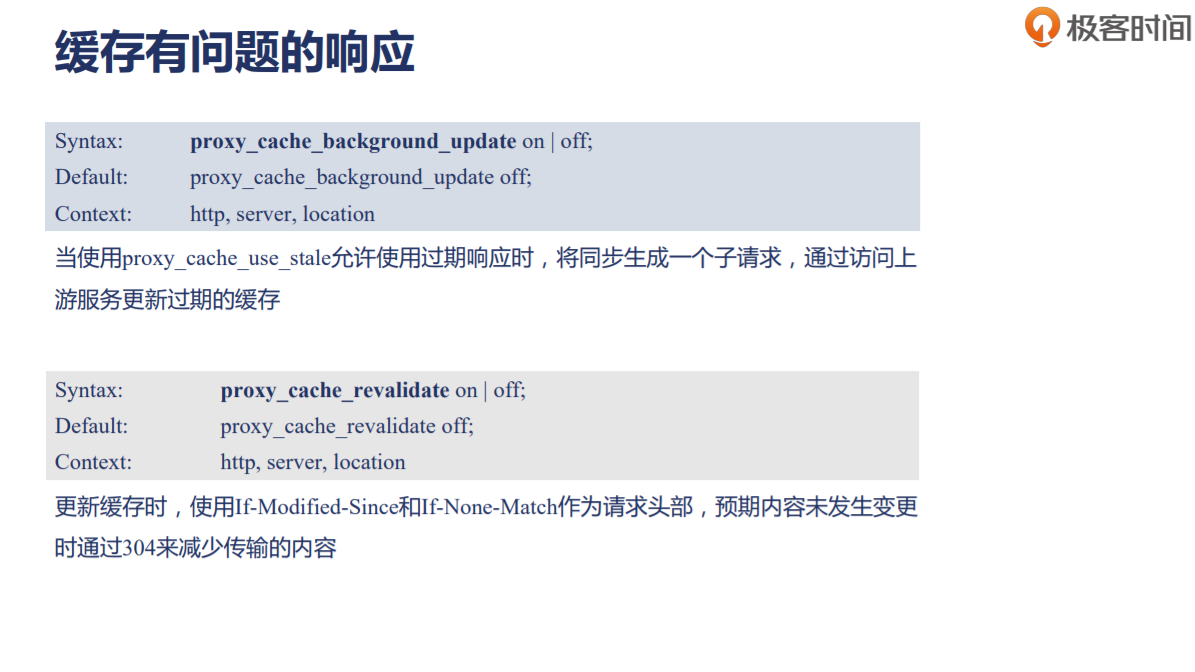 缓存有问题的响应
极客时间
Syntax: proxy_cache_background_update on | off;
Default: proxy_cache_background_update off;
Context: http, server, location
当使用proxy_cache_use_stale允许使用过期响应时，将同步生成一个子请求，通过访问上
游服务更新过期的缓存
Syntax: proxy_cache_revalidate on | off;
Default: proxy_cache_revalidate off;
Context: http, server, location
更新缓存时，使用If-Modified-Since和If-None-Match作为请求头部，预期内容未发生变更
时通过304来减少传输的内容